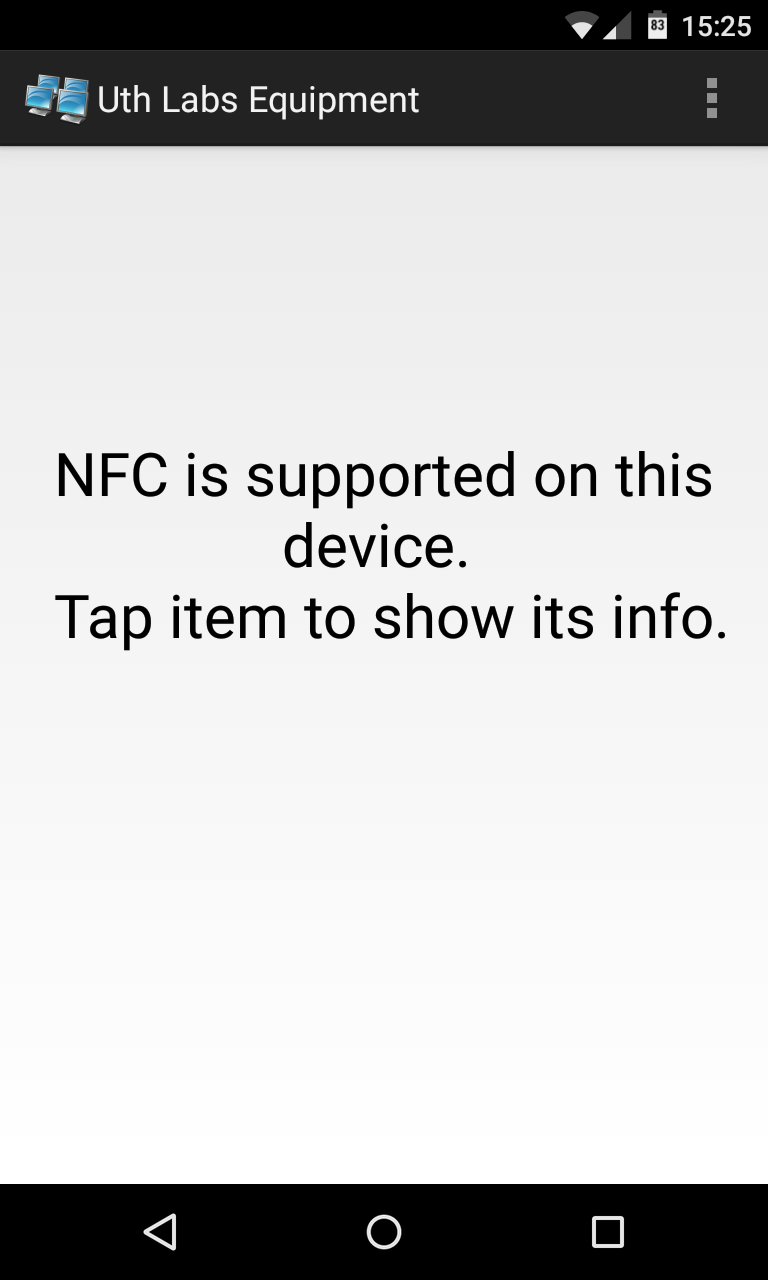 83 15:25
Uth Labs Equipment
NFC is supported on this
device.
Tap item to show its info.